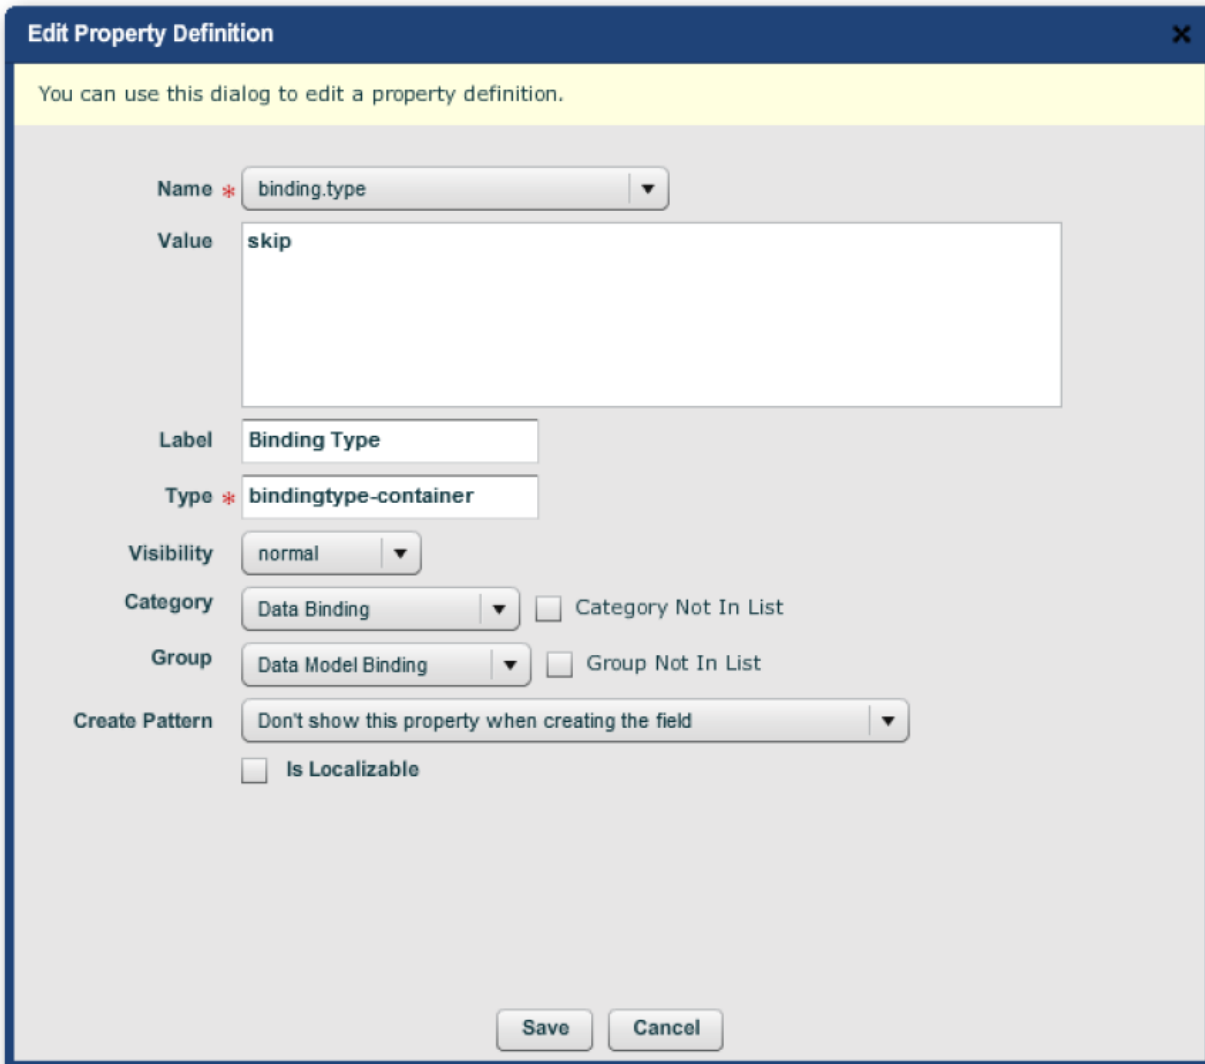 Edit Property Definition
You can use this dialog to edit a property definition.
Name * binding.type
Value skip
Label Binding Type
Type * bindingtype-container
Visibility normal
Category Data Binding Category Not In List
Group Data Model Binding Group Not In List
Create Pattern Don't show this property when creating the field
Is Localizable
Save Cancel